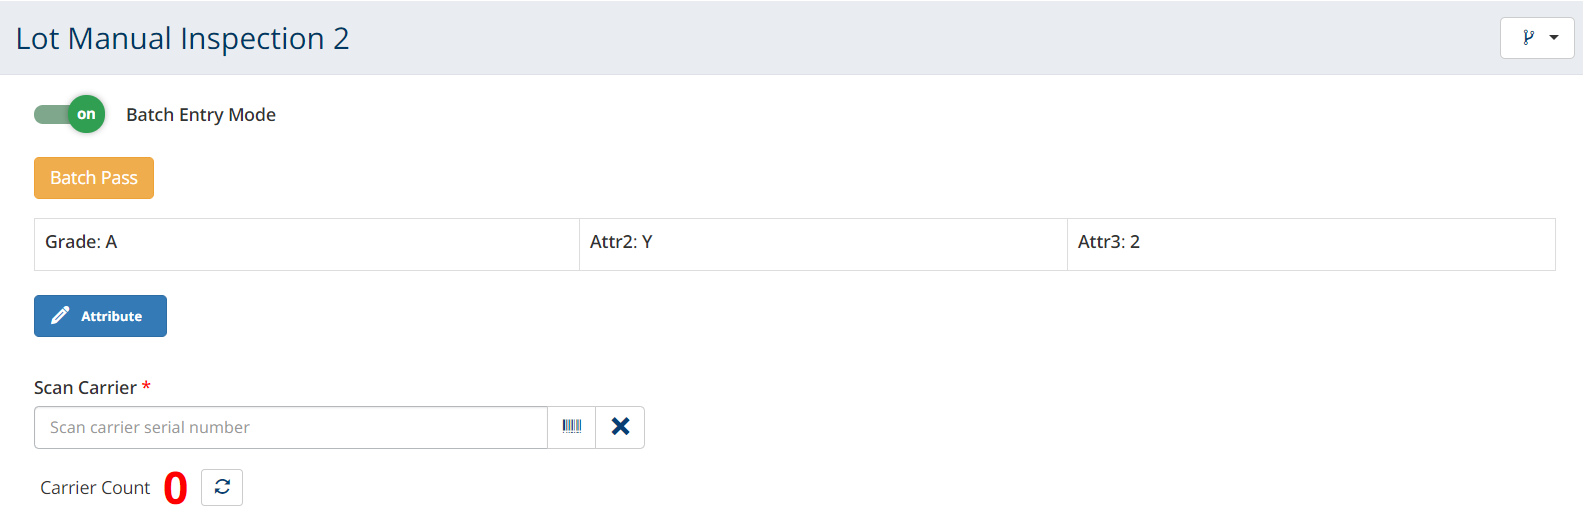 Lot Manual Inspection 2
on Batch Entry Mode
Batch Pass
Grade: A Attr2: Y Attr3: 2
Attribute
Scan Carrier *
Scan carrier serial number
Carrier Count 0